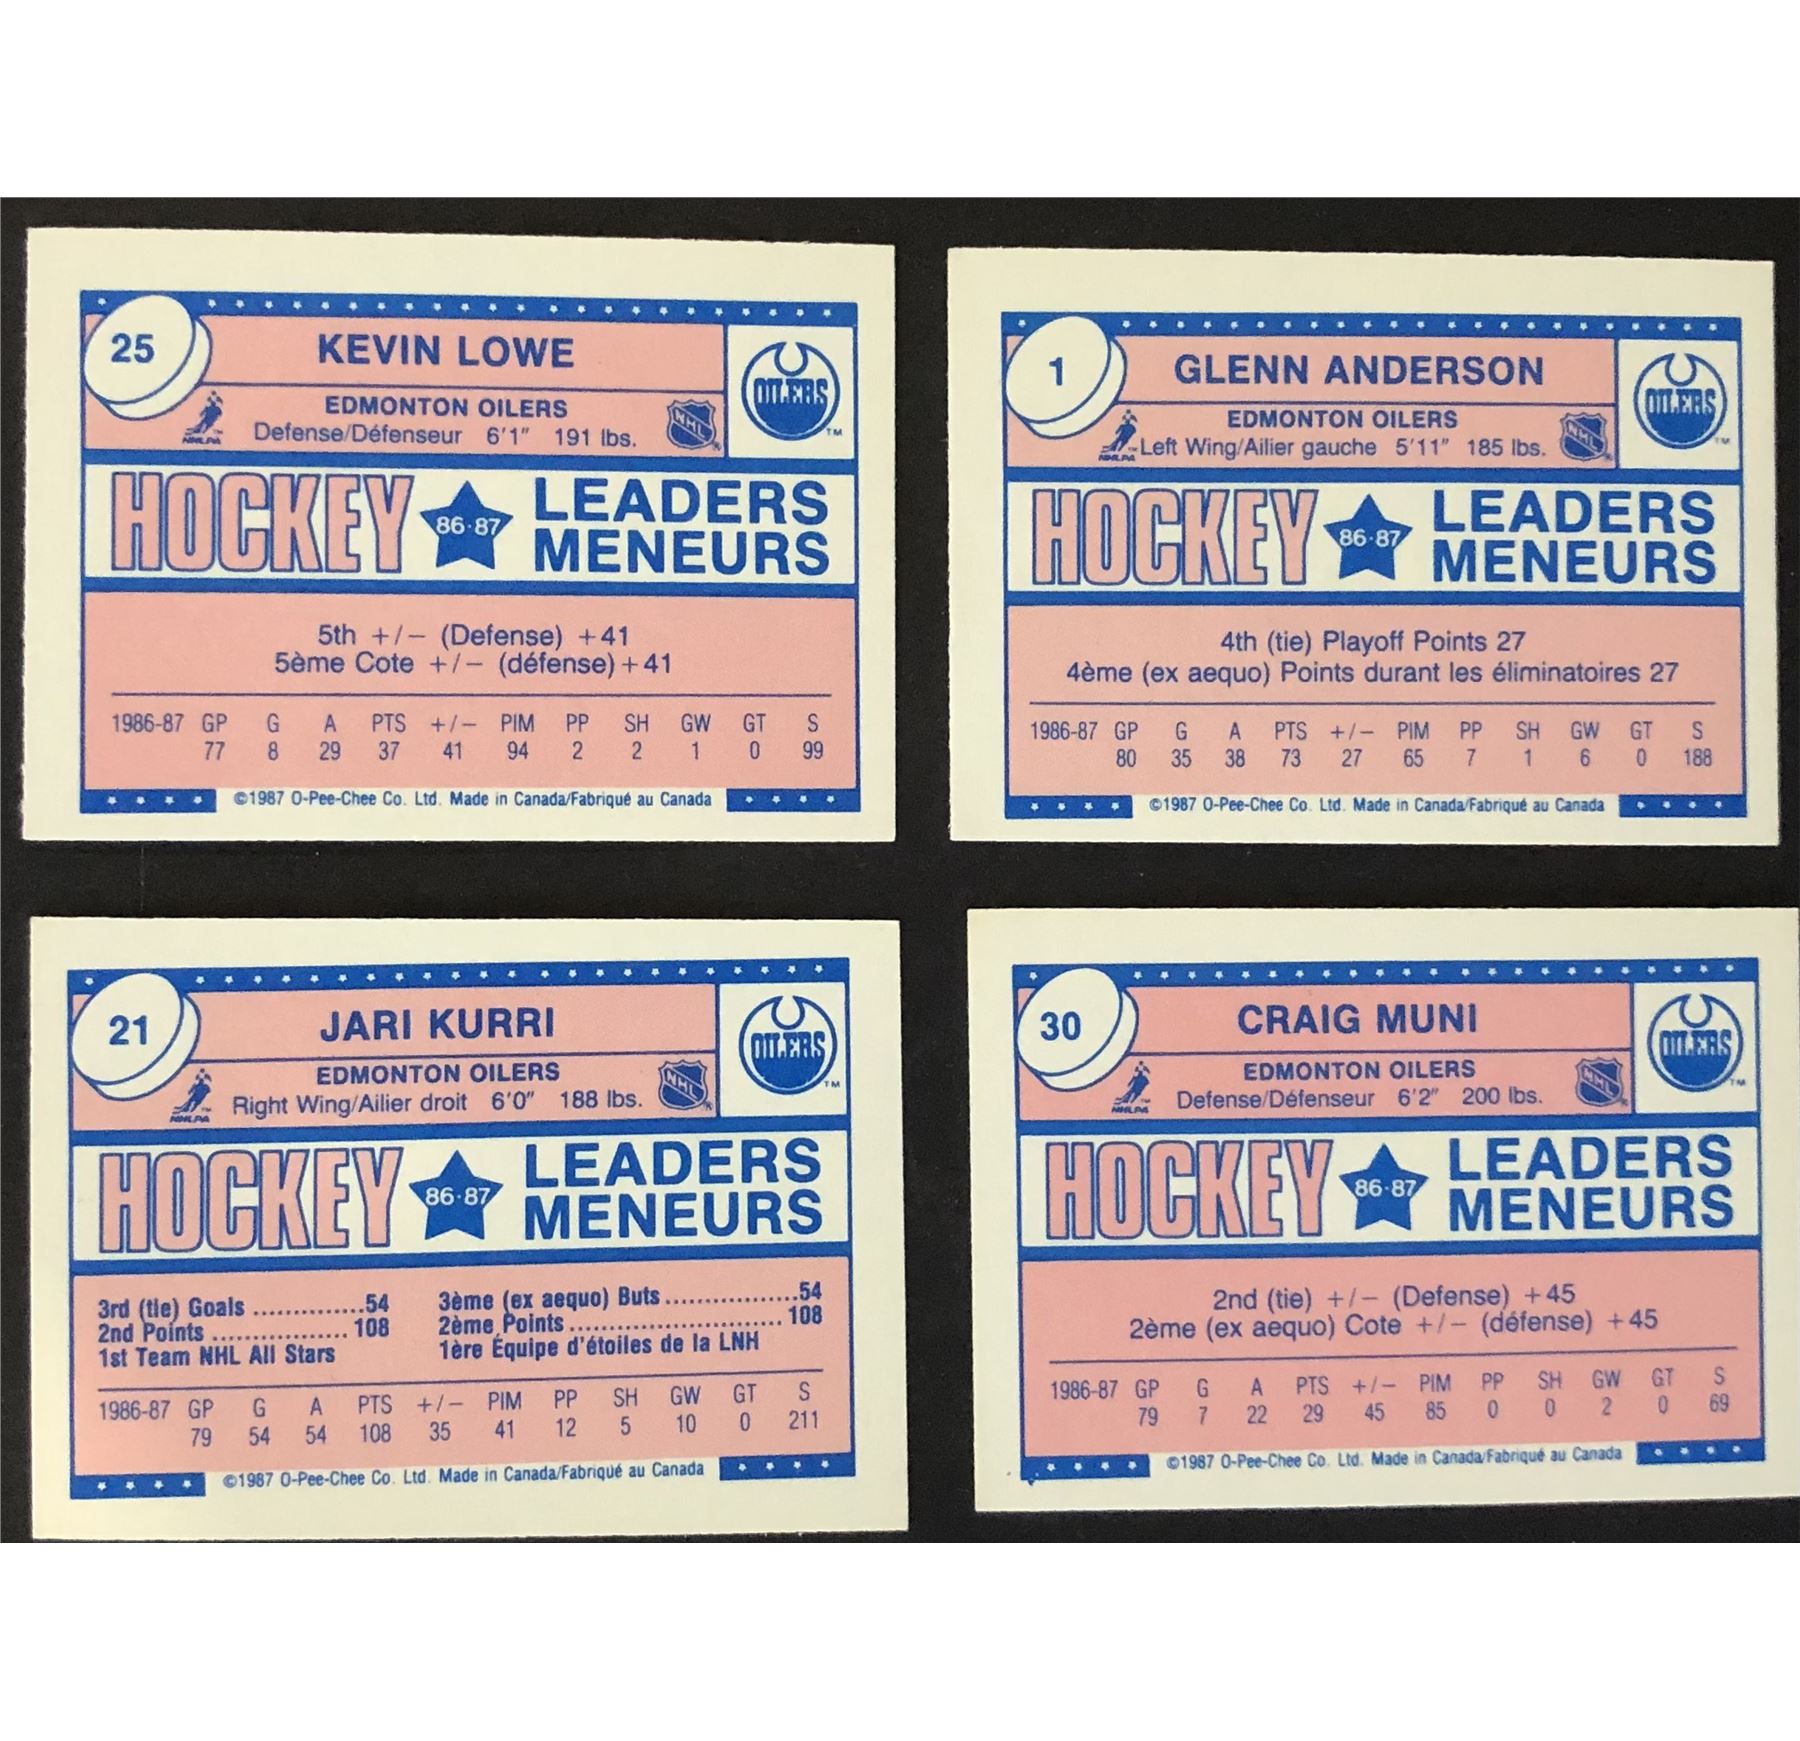 25
KEVIN LOWE
EDMONTON OILERS
Defense/Défenseur 6'1" 191 lbs.
NHLPA
NHL
OILERS
TM
HOCKEY
86·87
LEADERS
MENEURS
5th +/− (Defense) +41
5ème Cote +/− (défense) +41
1986-87 GP G A PTS +/− PIM PP SH GW GT S
77 8 29 37 41 94 2 2 1 0 99
©1987 O-Pee-Chee Co. Ltd. Made in Canada/Fabriqué au Canada
1
GLENN ANDERSON
EDMONTON OILERS
Left Wing/Ailier gauche 5'11" 185 lbs.
NHLPA
NHL
OILERS
TM
HOCKEY
86·87
LEADERS
MENEURS
4th (tie) Playoff Points 27
4ème (ex aequo) Points durant les éliminatoires 27
1986-87 GP G A PTS +/− PIM PP SH GW GT S
80 35 38 73 27 65 7 1 6 0 188
©1987 O-Pee-Chee Co. Ltd. Made in Canada/Fabriqué au Canada
21
JARI KURRI
EDMONTON OILERS
Right Wing/Ailier droit 6'0" 188 lbs.
NHLPA
NHL
OILERS
TM
HOCKEY
86·87
LEADERS
MENEURS
3rd (tie) Goals ..............54
2nd Points ................. 108
1st Team NHL All Stars
3ème (ex aequo) Buts .................54
2ème Points ........................... 108
1ère Équipe d'étoiles de la LNH
1986-87 GP G A PTS +/− PIM PP SH GW GT S
79 54 54 108 35 41 12 5 10 0 211
©1987 O-Pee-Chee Co. Ltd. Made in Canada/Fabriqué au Canada
30
CRAIG MUNI
EDMONTON OILERS
Defense/Défenseur 6'2" 200 lbs.
NHLPA
NHL
OILERS
TM
HOCKEY
86·87
LEADERS
MENEURS
2nd (tie) +/− (Defense) +45
2ème (ex aequo) Cote +/− (défense) +45
1986-87 GP G A PTS +/− PIM PP SH GW GT S
79 7 22 29 45 85 0 0 2 0 69
©1987 O-Pee-Chee Co. Ltd. Made in Canada/Fabriqué au Canada